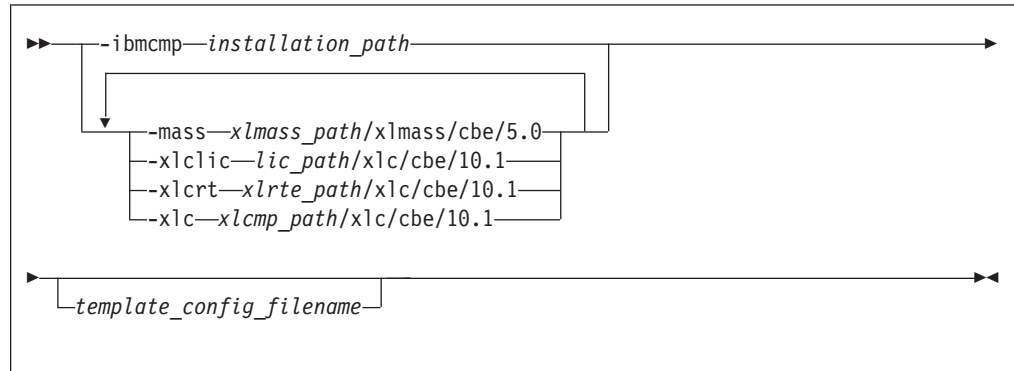 -ibmcmp installation_path
-mass xlmass_path/xlmass/cbe/5.0
-xlclic lic_path/xlc/cbe/10.1
-xlcrt xlrte_path/xlc/cbe/10.1
-xlc xlcmp_path/xlc/cbe/10.1
template_config_filename